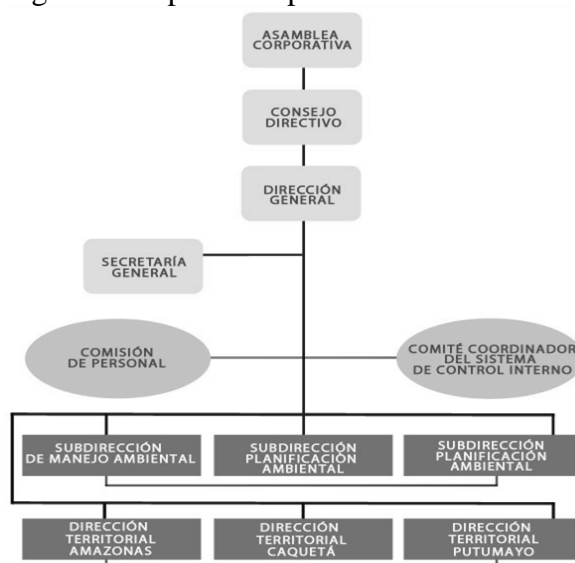 ASAMBLEA
CORPORATIVA
CONSEJO
DIRECTIVO
DIRECCIÓN
GENERAL
SECRETARÍA
GENERAL
COMISIÓN
DE PERSONAL
COMITÉ COORDINADOR
DEL SISTEMA
DE CONTROL INTERNO
SUBDIRECCIÓN
DE MANEJO AMBIENTAL
SUBDIRECCIÓN
PLANIFICACIÓN
AMBIENTAL
SUBDIRECCIÓN
PLANIFICACIÓN
AMBIENTAL
DIRECCIÓN
TERRITORIAL
AMAZONAS
DIRECCIÓN
TERRITORIAL
CAQUETÁ
DIRECCIÓN
TERRITORIAL
PUTUMAYO